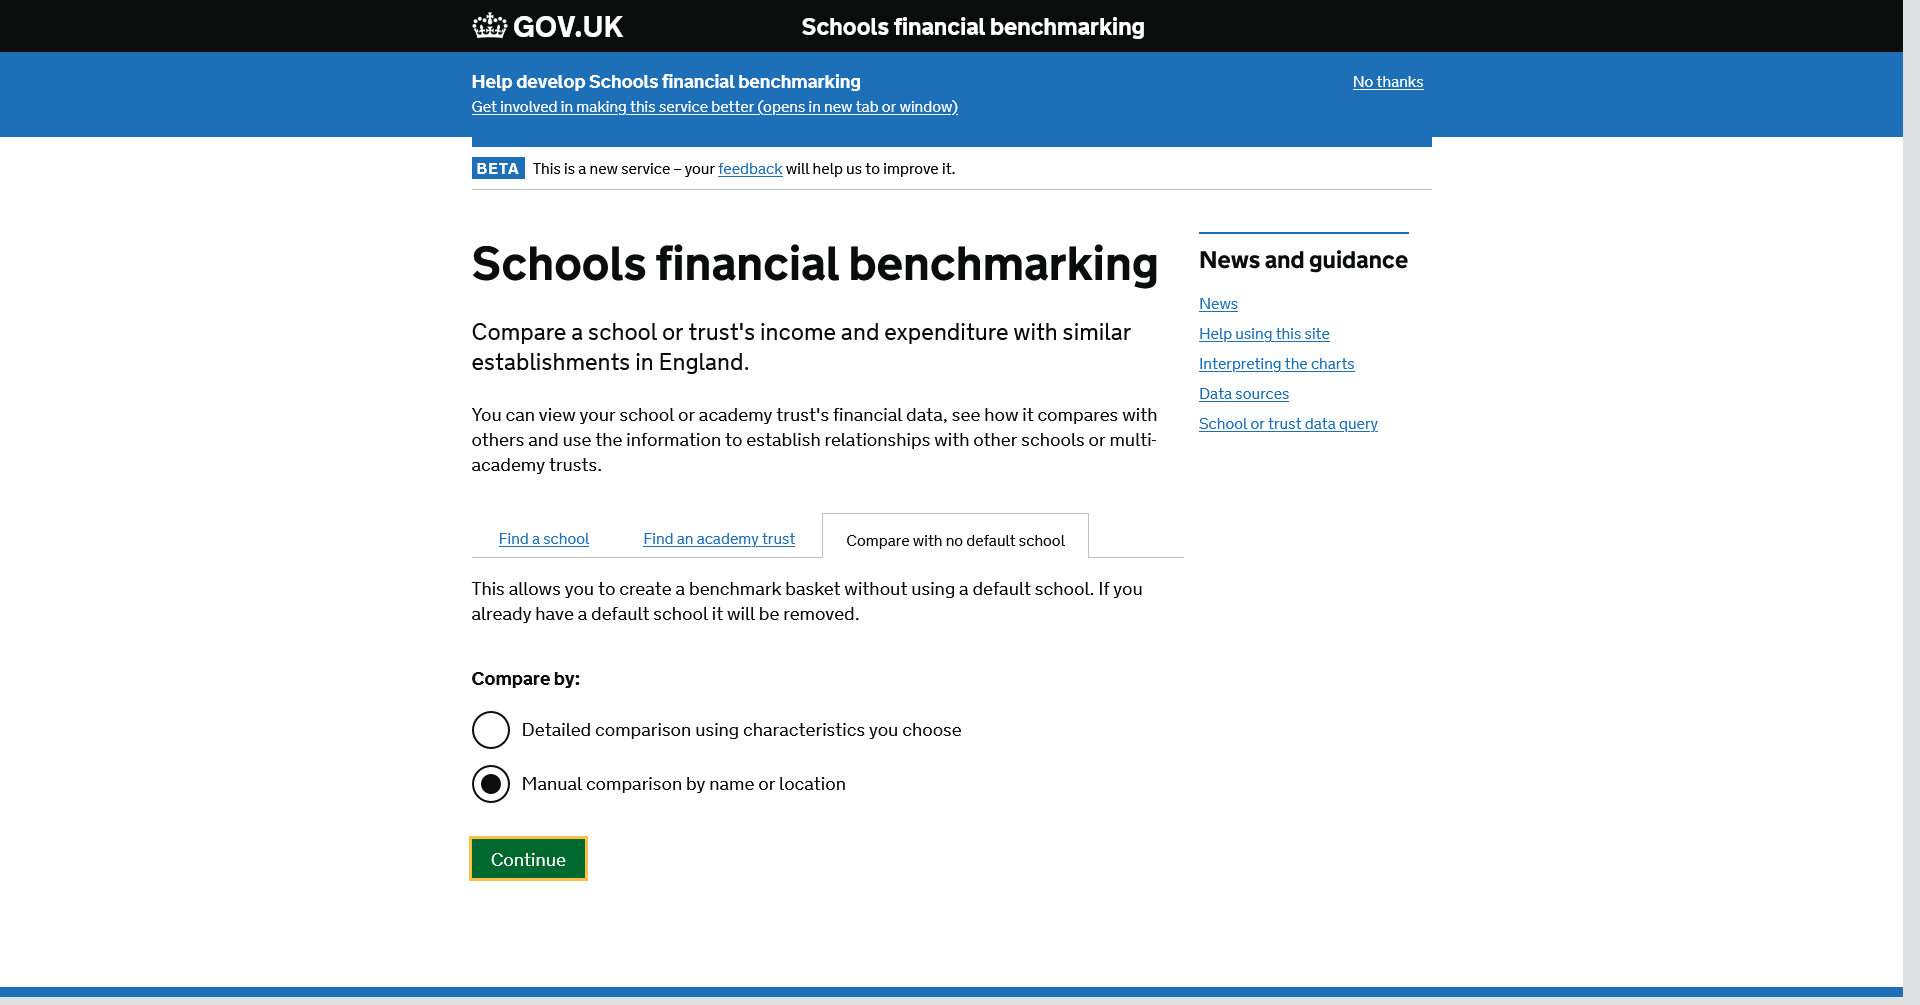 GOV.UK
Schools financial benchmarking
Help develop Schools financial benchmarking
No thanks
Get involved in making this service better (opens in new tab or window)
BETA This is a new service – your feedback will help us to improve it.
Schools financial benchmarking
Compare a school or trust's income and expenditure with similar
establishments in England.
You can view your school or academy trust's financial data, see how it compares with
others and use the information to establish relationships with other schools or multi-
academy trusts.
Find a school
Find an academy trust
Compare with no default school
This allows you to create a benchmark basket without using a default school. If you
already have a default school it will be removed.
Compare by:
Detailed comparison using characteristics you choose
Manual comparison by name or location
Continue
News and guidance
News
Help using this site
Interpreting the charts
Data sources
School or trust data query